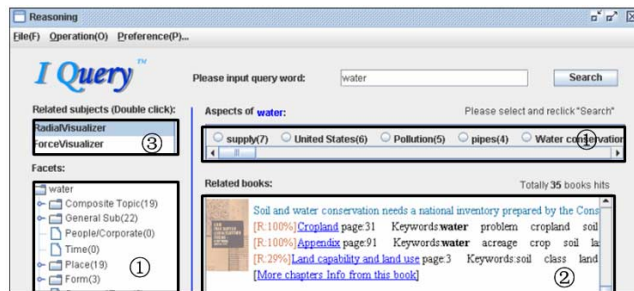 Reasoning
File(F) Operation(O) Preference(P)...
I Query™ Please input query word: water Search
Related subjects (Double click): Aspects of water: Please select and reclick "Search"
RadialVisualizer
ForceVisualizer ③
supply(7) United States(6) Pollution(5) pipes(4) Water conservation ①
Facets:
Related books: Totally 35 books hits
water
Composite Topic(19)
General Sub(22)
People/Corporate(0)
Time(0)
Place(19)
Form(3)
①
Soil and water conservation needs a national inventory prepared by the Cons
[R:100%]Cropland page:31 Keywords:water problem cropland soil
[R:100%]Appendix page:91 Keywords:water acreage crop soil la
[R:29%]Land capability and land use page:3 Keywords:soil class land
[More chapters Info from this book] ②